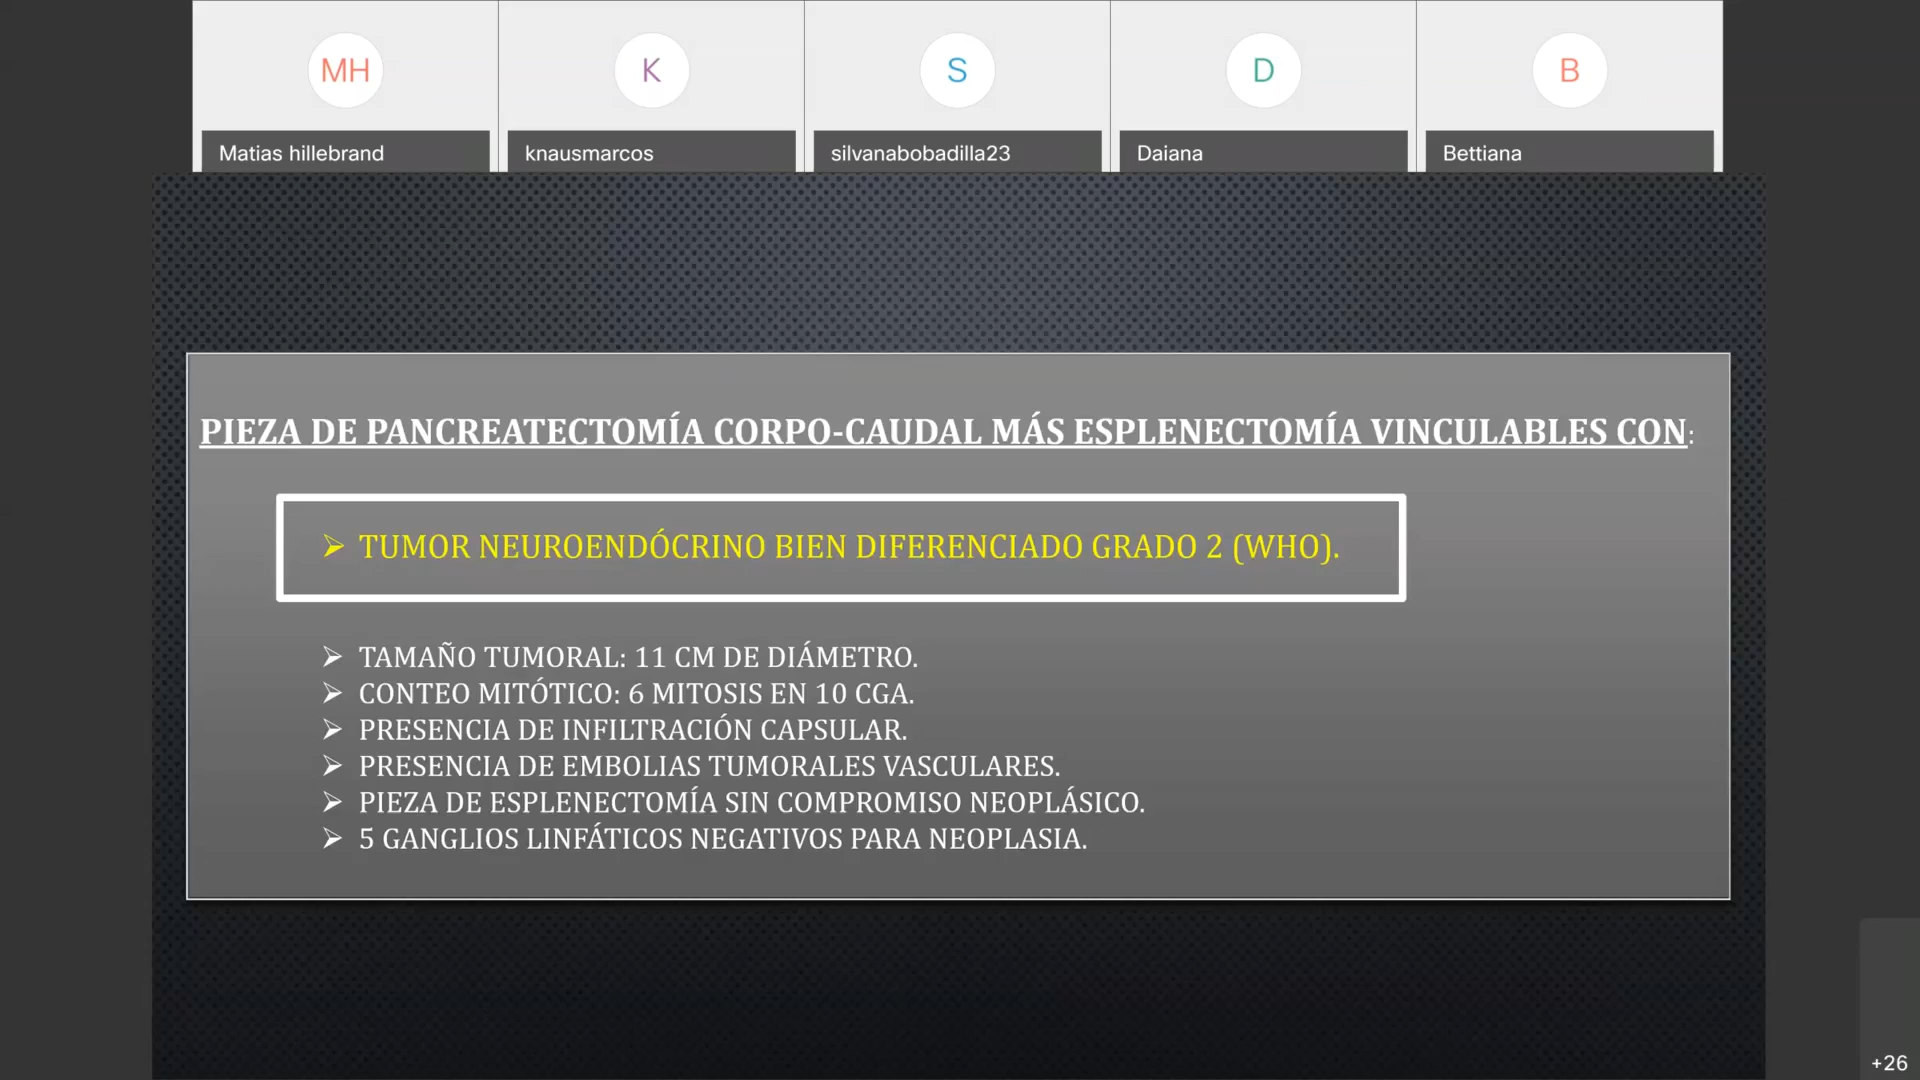 MH
K
S
D
B
Matias hillebrand
knausmarcos
silvanabobadilla23
Daiana
Bettiana
PIEZA DE PANCREATECTOMÍA CORPO-CAUDAL MÁS ESPLENECTOMÍA VINCULABLES CON:
➢ TUMOR NEUROENDÓCRINO BIEN DIFERENCIADO GRADO 2 (WHO).
➢ TAMAÑO TUMORAL: 11 CM DE DIÁMETRO.
➢ CONTEO MITÓTICO: 6 MITOSIS EN 10 CGA.
➢ PRESENCIA DE INFILTRACIÓN CAPSULAR.
➢ PRESENCIA DE EMBOLIAS TUMORALES VASCULARES.
➢ PIEZA DE ESPLENECTOMÍA SIN COMPROMISO NEOPLÁSICO.
➢ 5 GANGLIOS LINFÁTICOS NEGATIVOS PARA NEOPLASIA.
+26